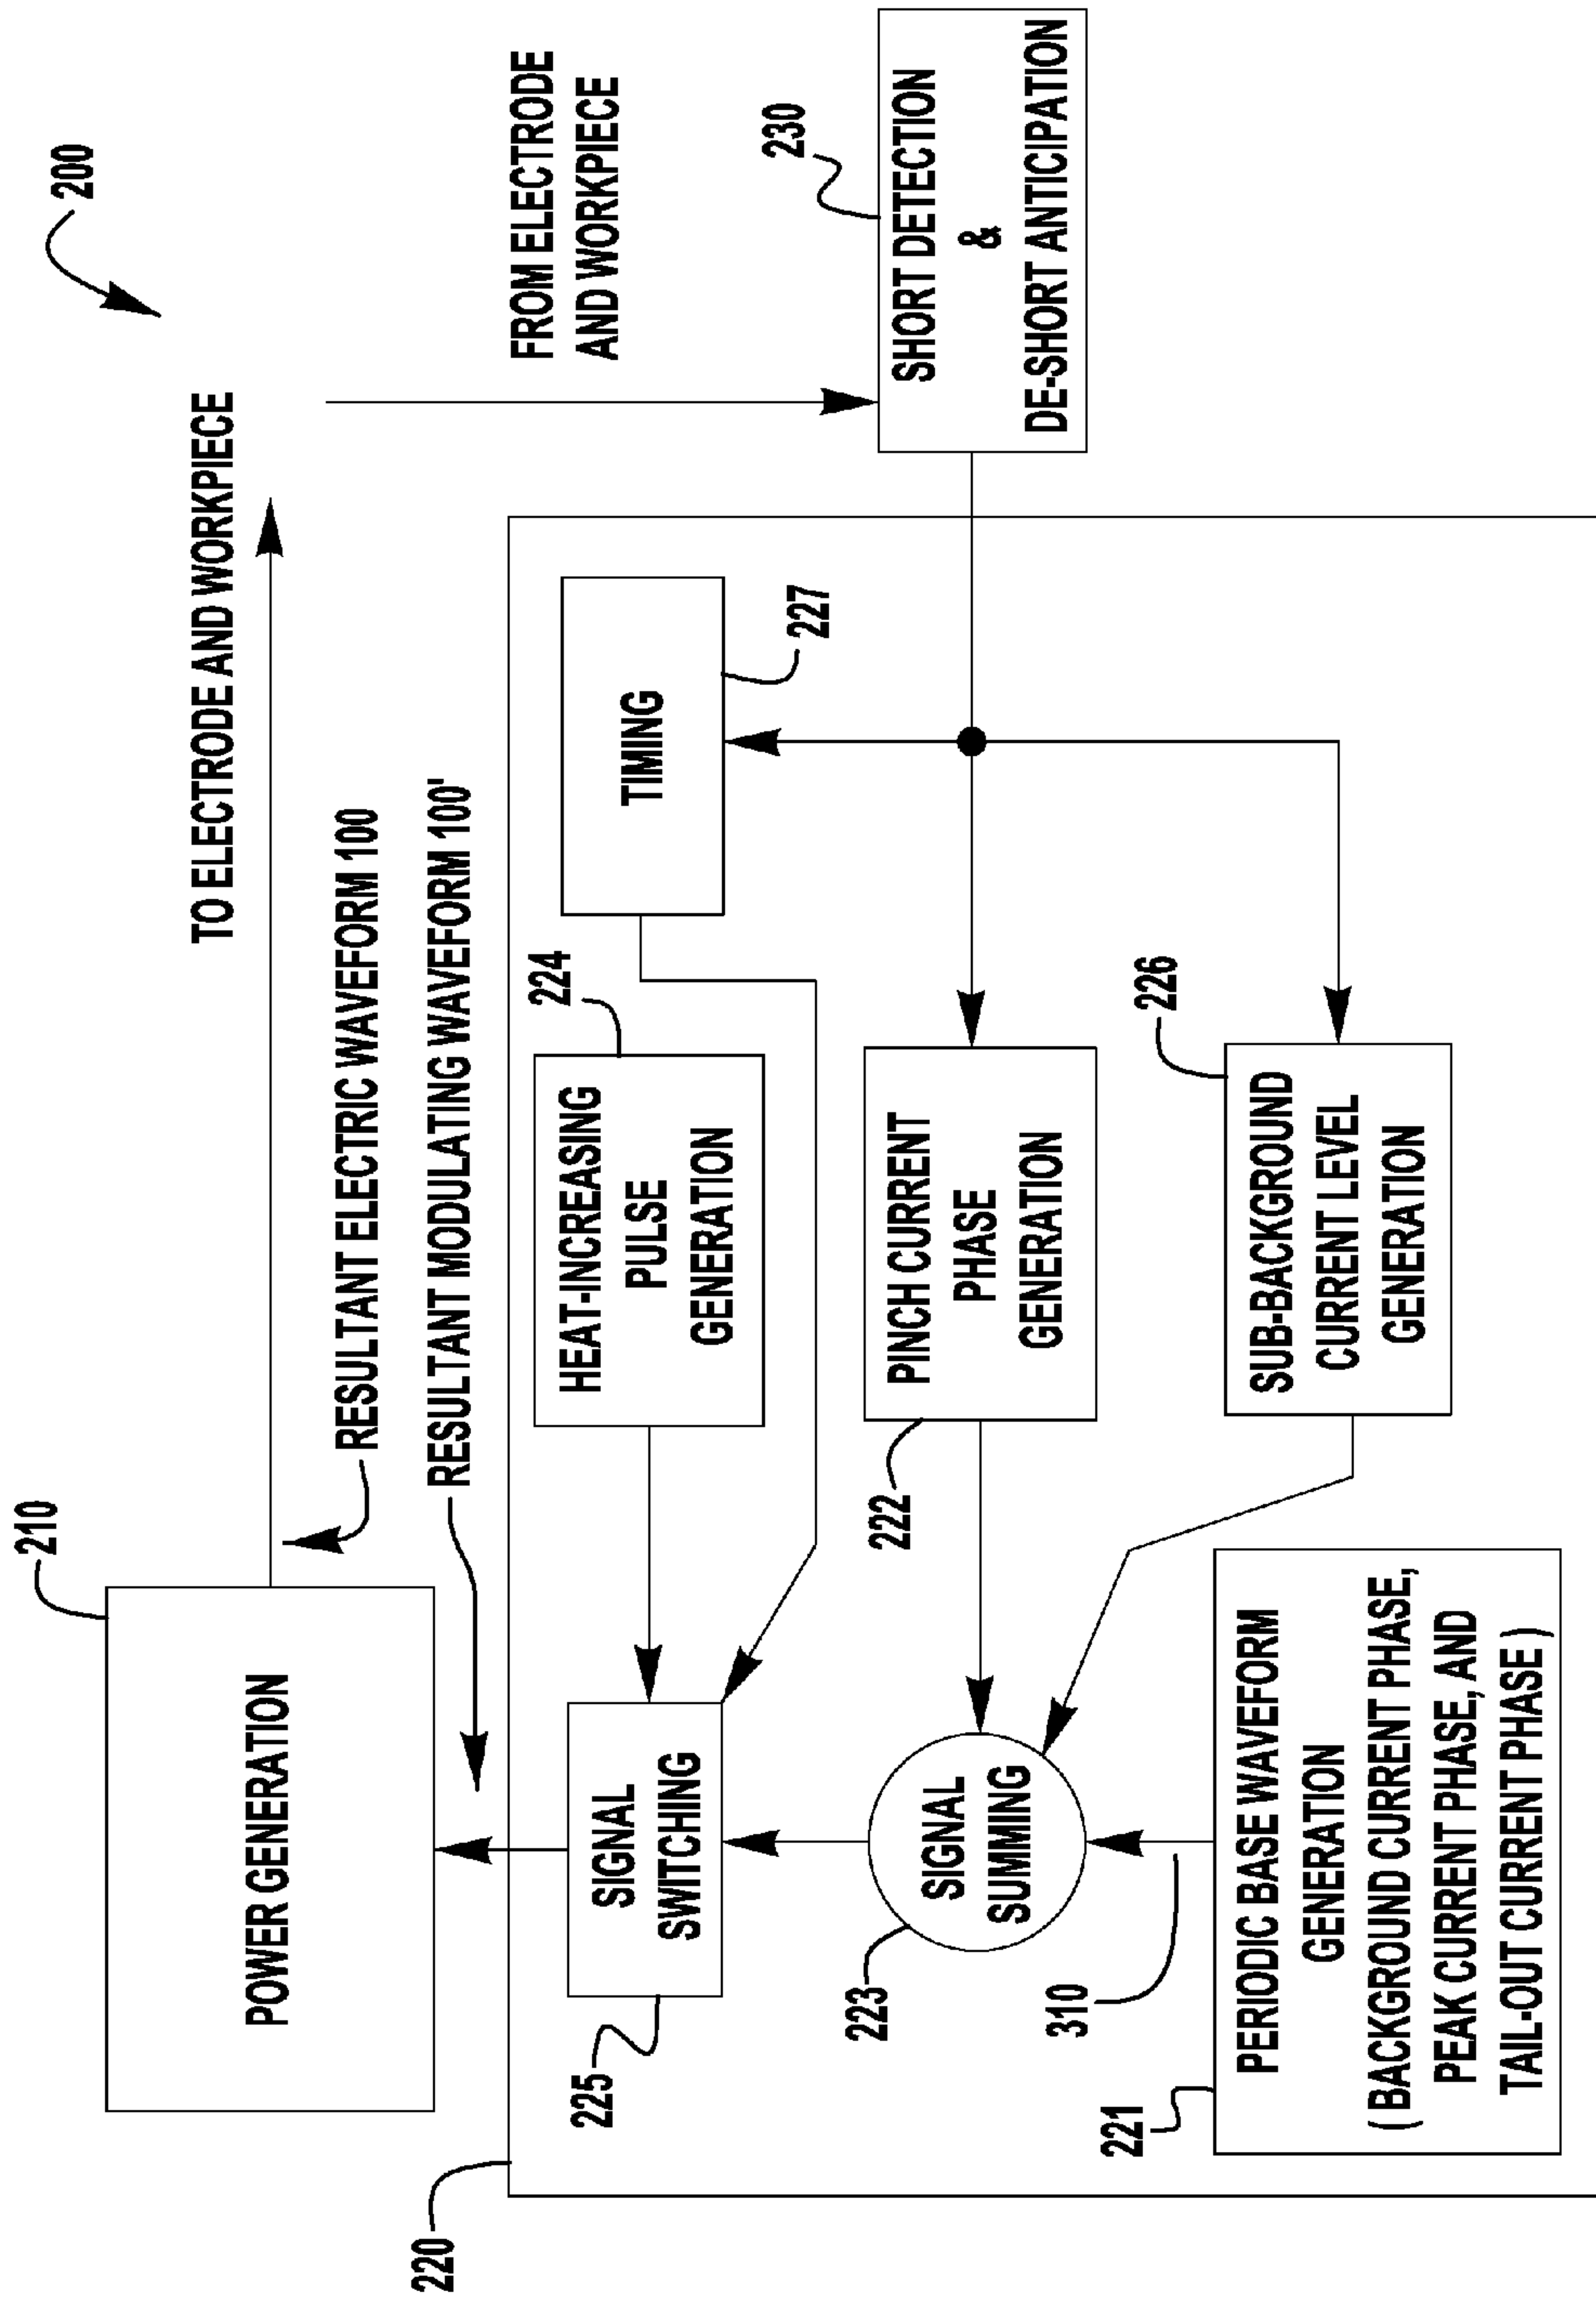 200
TO ELECTRODE AND WORKPIECE
FROM ELECTRODE
AND WORKPIECE
210
POWER GENERATION
RESULTANT ELECTRIC WAVEFORM 100
RESULTANT MODULATING WAVEFORM 100'
220
225
SIGNAL
SWITCHING
224
HEAT-INCREASING
PULSE
GENERATION
TIMING
227
230
SHORT DETECTION
&
DE-SHORT ANTICIPATION
223
SIGNAL
SUMMING
222
PINCH CURRENT
PHASE
GENERATION
310
226
SUB-BACKGROUND
CURRENT LEVEL
GENERATION
221
PERIODIC BASE WAVEFORM
GENERATION
( BACKGROUND CURRENT PHASE,
PEAK CURRENT PHASE, AND
TAIL-OUT CURRENT PHASE )